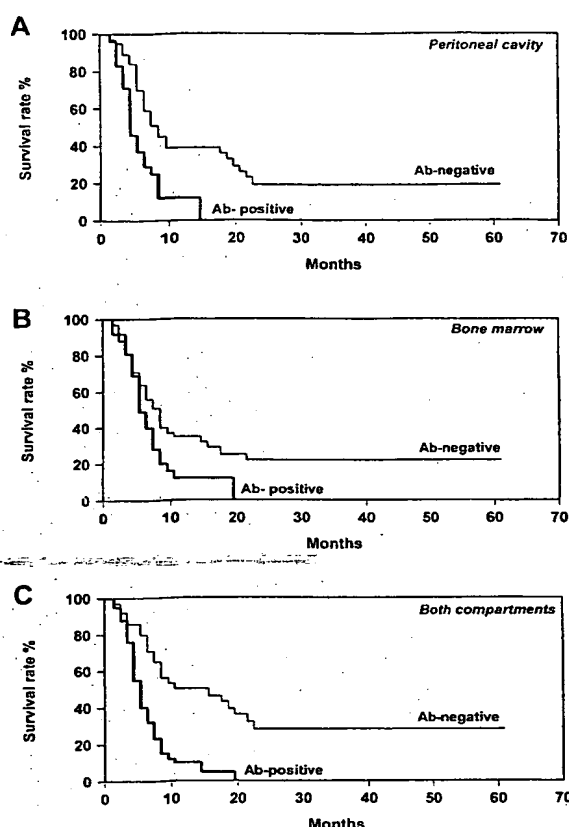 A
Peritoneal cavity
Survival rate %
100
80
60
40
20
0
Ab-negative
Ab- positive
0 10 20 30 40 50 60 70
Months
B
Bone marrow
Survival rate %
100
80
60
40
20
0
Ab-negative
Ab- positive
0 10 20 30 40 50 60 70
Months
C
Both compartments
Survival rate %
100
80
60
40
20
0
Ab-negative
Ab-positive
0 10 20 30 40 50 60 70
Months